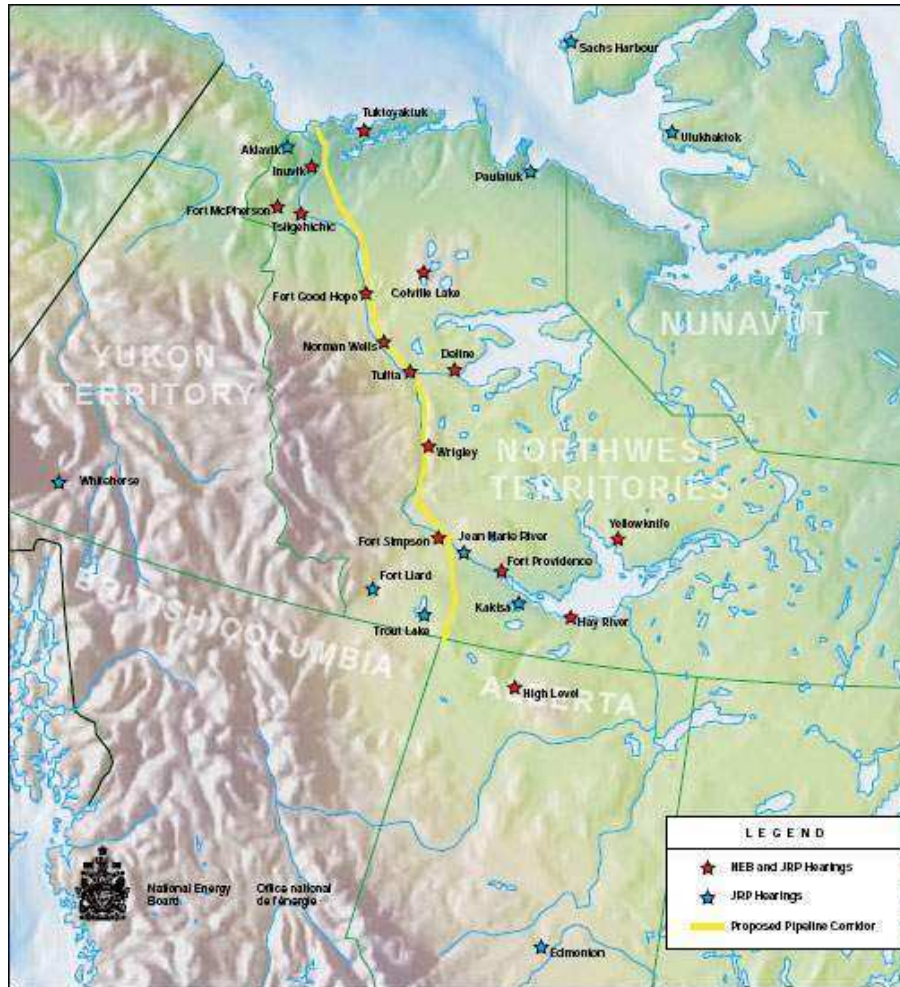 Sachs Harbour
Tuktoyaktuk
Ulukhaktok
Aklavik
Inuvik
Paulatuk
Fort McPherson
Tsiigehichic
Colville Lake
Fort Good Hope
NUNAVUT
Norman Wells
Deline
YUKON
TERRITORY
Tulita
Wrigley
NORTHWEST
TERRITORIES
Whitehorse
Yellowknife
Fort Simpson
Jean Marie River
Fort Providence
Fort Liard
Kakisa
Hay River
Trout Lake
BRITISH COLUMBIA
High Level
ALBERTA
LEGEND
NEB and JRP Hearings
JRP Hearings
Proposed Pipeline Corridor
National Energy
Board
Office national
de l'énergie
Edmonton